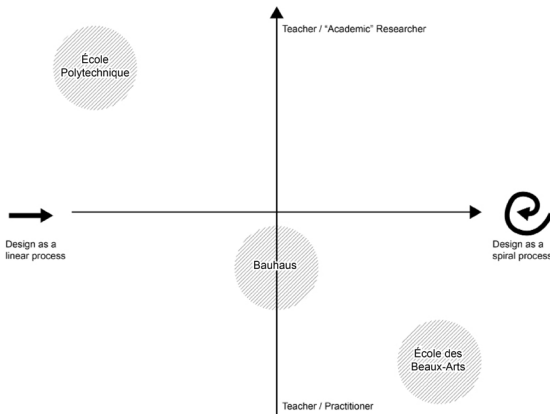 Teacher / "Academic" Researcher
École
Polytechnique
Design as a
linear process
Design as a
spiral process
Bauhaus
École des
Beaux-Arts
Teacher / Practitioner